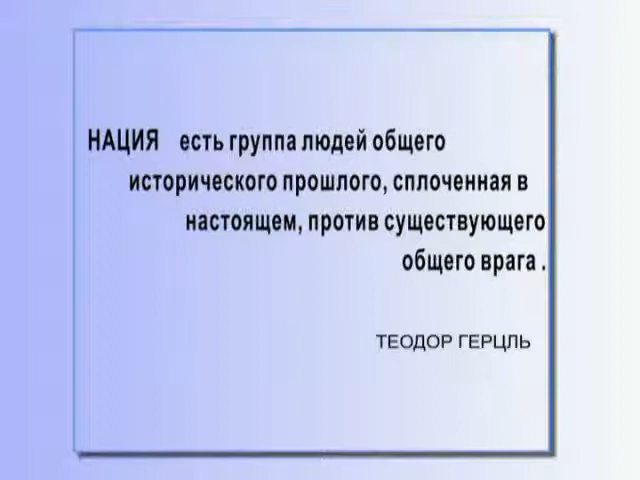 НАЦИЯ есть группа людей общего
исторического прошлого, сплоченная в
настоящем, против существующего
общего врага .
ТЕОДОР ГЕРЦЛЬ